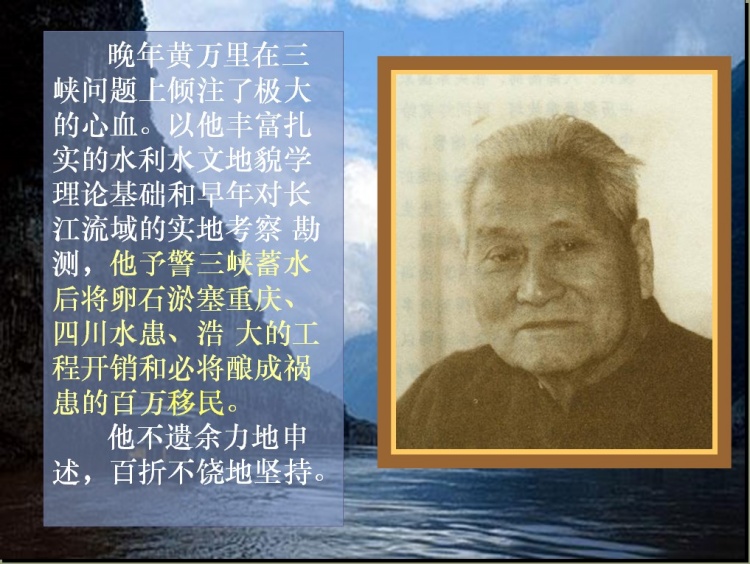 晚年黄万里在三
峡问题上倾注了极大
的心血。以他丰富扎
实的水利水文地貌学
理论基础和早年对长
江流域的实地考察 勘
测，他予警三峡蓄水
后将卵石淤塞重庆、
四川水患、浩 大的工
程开销和必将酿成祸
患的百万移民。
他不遗余力地申
述，百折不饶地坚持。